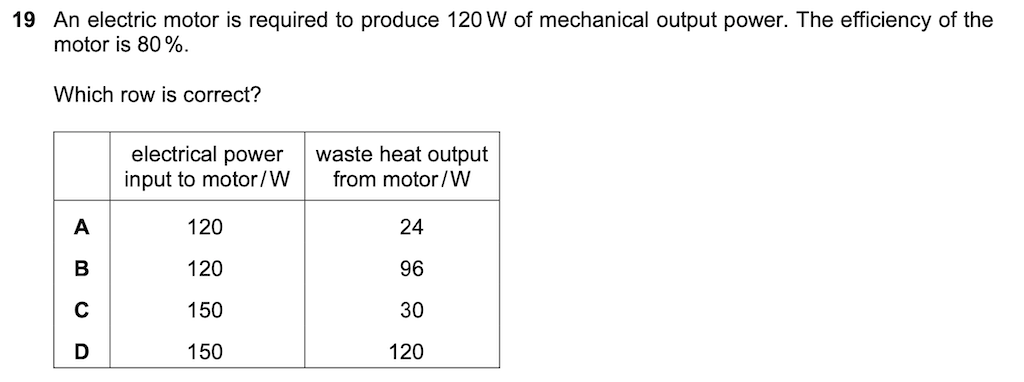 19 An electric motor is required to produce 120 W of mechanical output power. The efficiency of the
motor is 80 %.
Which row is correct?
electrical power input to motor / W
waste heat output from motor / W
A 120 24
B 120 96
C 150 30
D 150 120